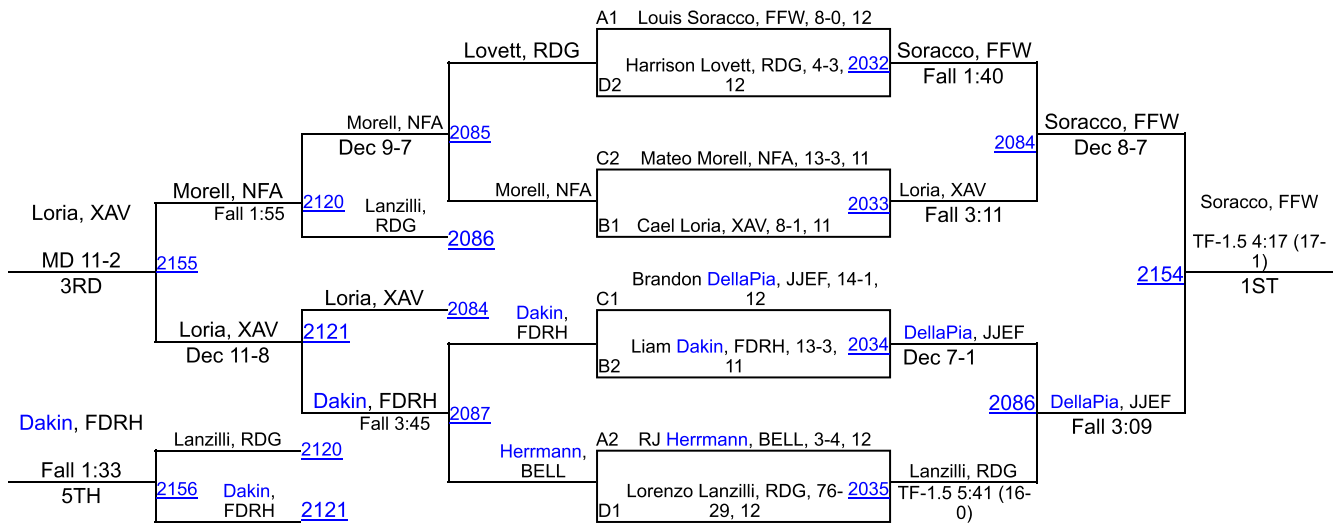 A1 Louis Soracco, FFW, 8-0, 12
Lovett, RDG
Harrison Lovett, RDG, 4-3,
12
2032
D2
Soracco, FFW
Fall 1:40
Morell, NFA
Dec 9-7
2085
Soracco, FFW
Dec 8-7
2084
C2 Mateo Morell, NFA, 13-3, 11
Morell, NFA
Fall 1:55
2120
Lanzilli,
RDG
2086
Morell, NFA
2033
B1 Cael Loria, XAV, 8-1, 11
Loria, XAV
Fall 3:11
Loria, XAV
MD 11-2
3RD
2155
Soracco, FFW
TF-1.5 4:17 (17-
1)
1ST
2154
Brandon DellaPia, JJEF, 14-1,
12
C1
Loria, XAV
2084
Dakin,
FDRH
Loria, XAV
Dec 11-8
2121
Liam Dakin, FDRH, 13-3,
11
2034
B2
DellaPia, JJEF
Dec 7-1
Dakin, FDRH
Fall 3:45
2087
2086
DellaPia, JJEF
Fall 3:09
Dakin, FDRH
Fall 1:33
5TH
Lanzilli, RDG
2120
2156
Dakin,
FDRH
2121
Herrmann,
BELL
A2 RJ Herrmann, BELL, 3-4, 12
Lorenzo Lanzilli, RDG, 76-
29, 12
2035
D1
Lanzilli, RDG
TF-1.5 5:41 (16-
0)